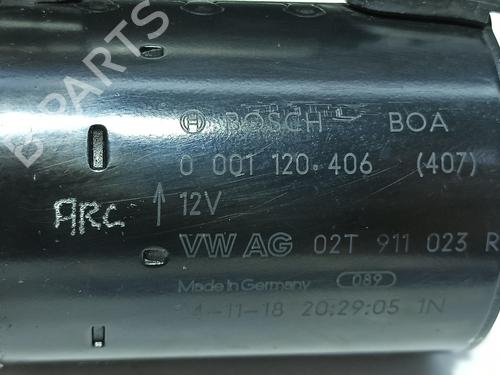 B-PARTS
BOSCH BOA
0 001 120 406 (407)
ARC
12V
VW AG 02T 911 023 R
Made in Germany 089
4-11-18 20:29:05 1N